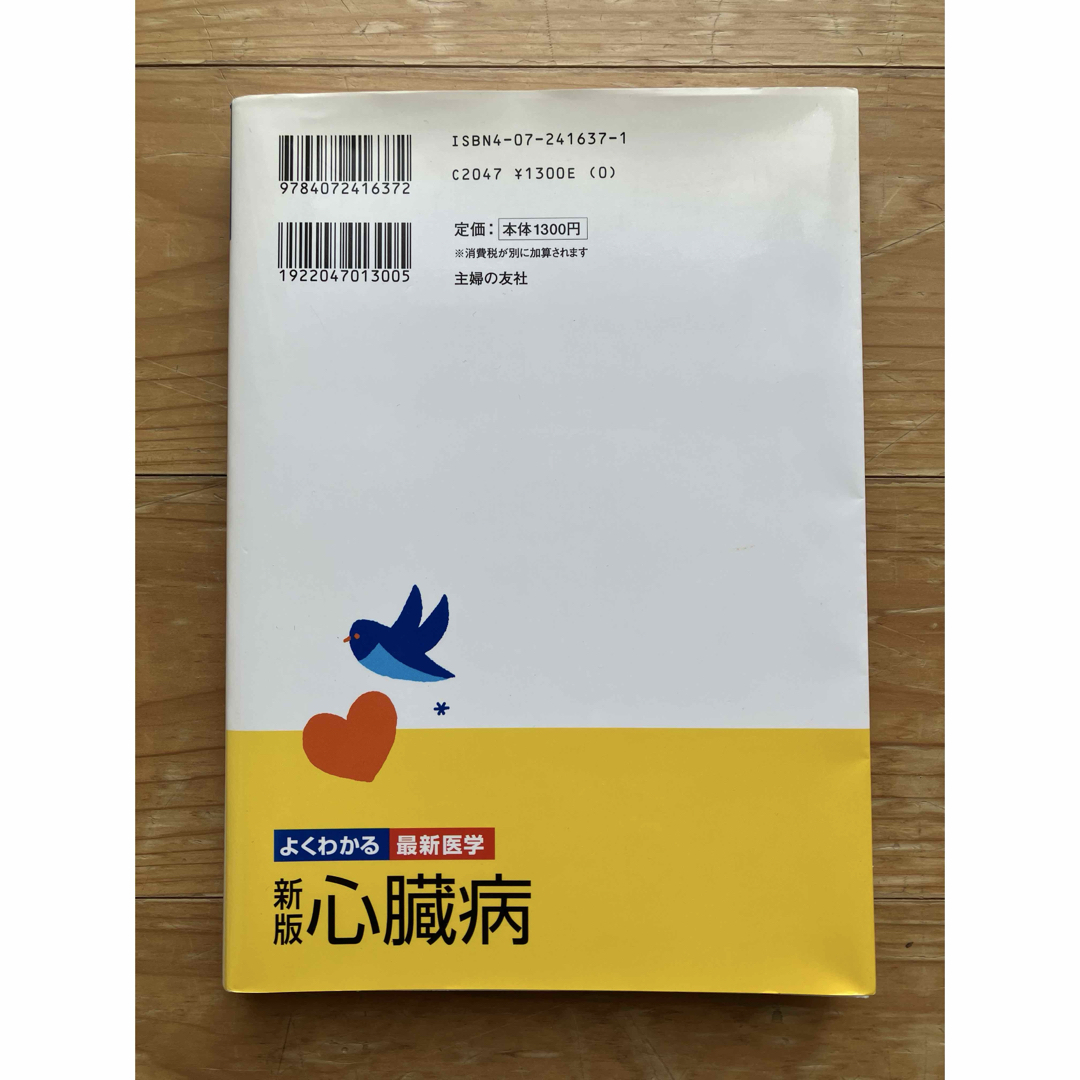 9784072416372
ISBN4-07-241637-1
C2047 ¥1300E (0)
1922047013005
定価：本体1300円
※消費税が別に加算されます
主婦の友社
よくわかる 最新医学
新版 心臓病